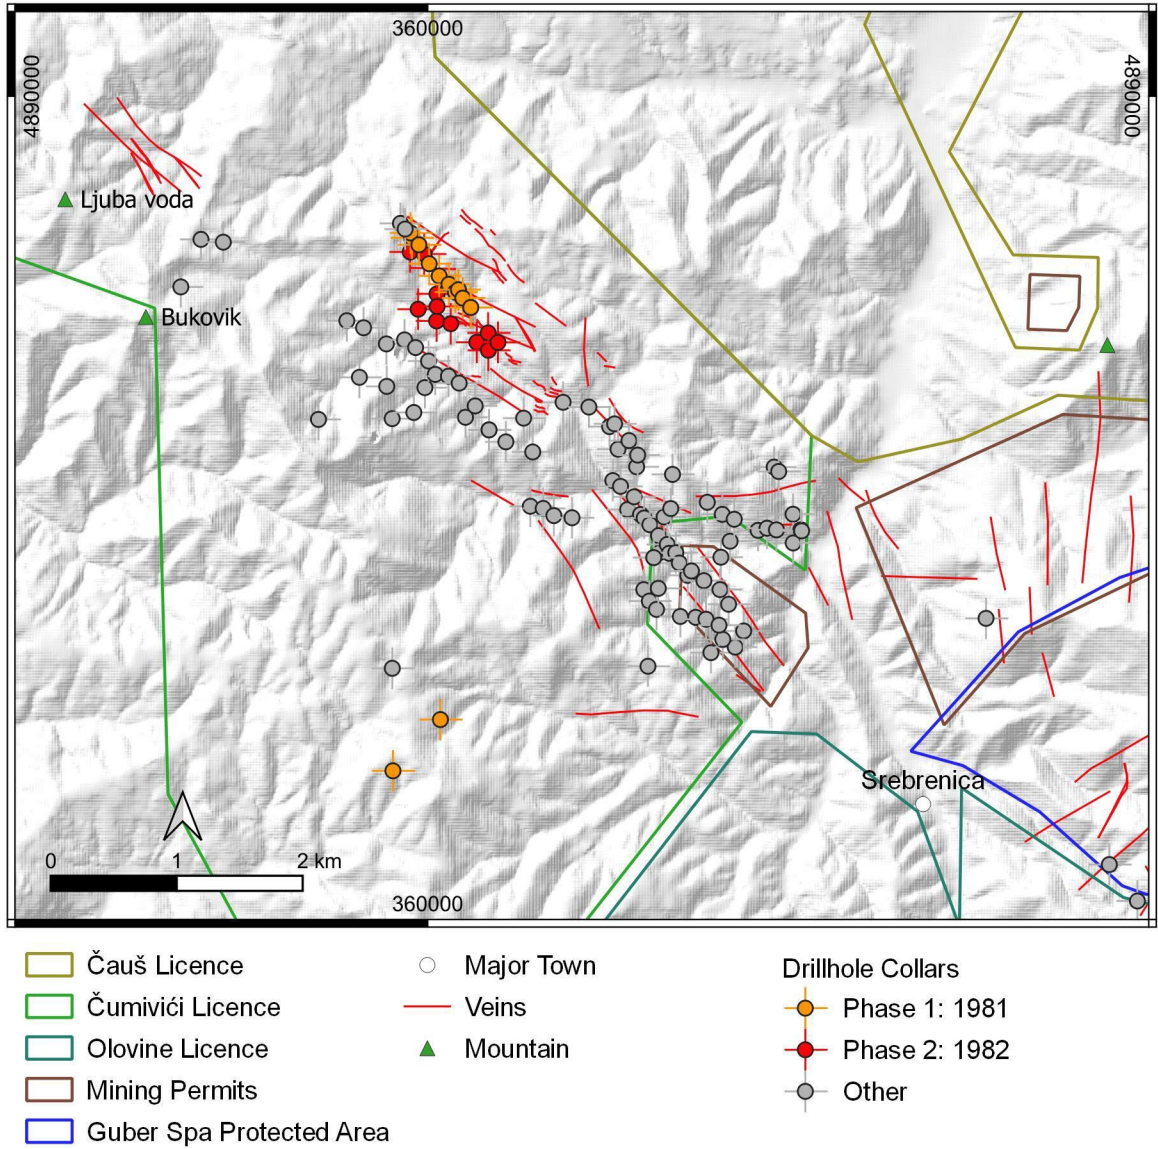 360000
4890000
4890000
Ljuba voda
Bukovik
Srebrenica
0 1 2 km
360000
Čauš Licence
Čumivići Licence
Olovine Licence
Mining Permits
Guber Spa Protected Area
Major Town
Veins
Mountain
Drillhole Collars
Phase 1: 1981
Phase 2: 1982
Other